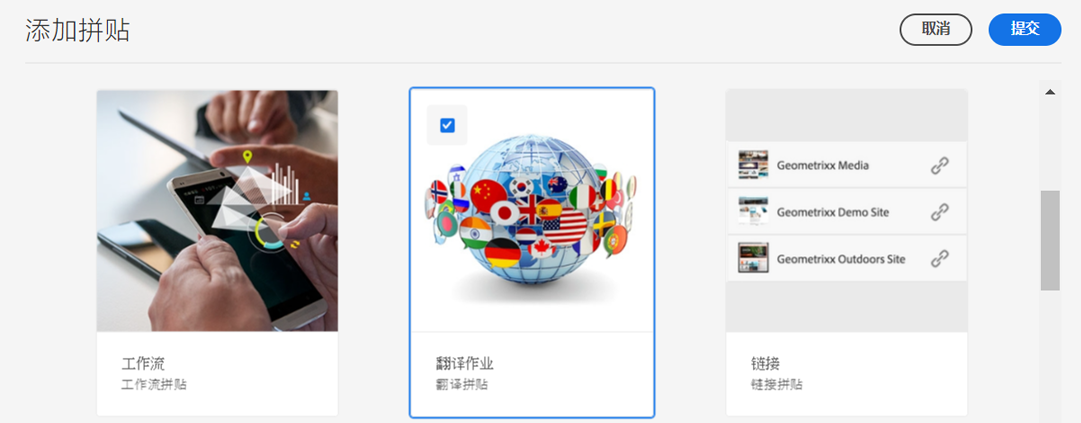 添加拼贴
取消
提交
Geometrixx Media
Geometrixx Demo Site
Geometrixx Outdoors Site
工作流
工作流拼贴
翻译作业
翻译拼贴
链接
链接拼贴